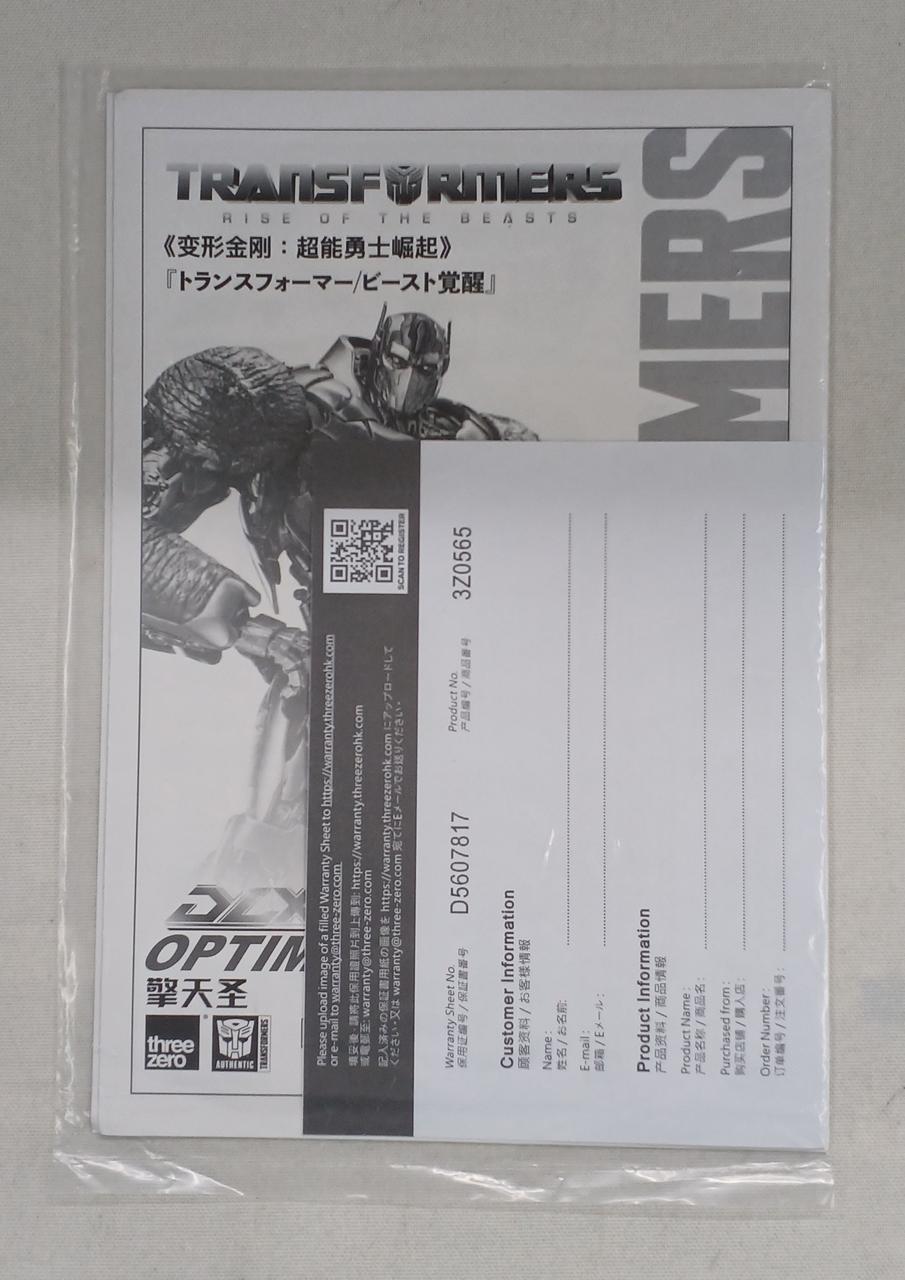 TRANSFORMERS
RISE OF THE BEASTS
《变形金刚：超能勇士崛起》
『トランスフォーマー/ビースト覚醒』
MERS
DLX
OPTIM
擎天圣
three
zero
AUTHENTIC
TRANSFORMERS
SCAN TO REGISTER
Please upload image of a filled Warranty Sheet to https://warranty.threezerohk.com
or e-mail to warranty@three-zero.com
填妥後，請將此保用證照片到上傳到: https://warranty.threezerohk.com
或電郵至: warranty@three-zero.com
記入済みの保証書用紙の画像を https://warranty.threezerohk.com にアップロードして
ください・又は warranty@three-zero.com 宛てにEメールでお送りください・
Warranty Sheet No.
保用证编号 / 保証書番号
D5607817
Product No.
产品编号 / 商品番号
3Z0565
Customer Information
顾客资料 / お客様情報
Name :
姓名 / お名前:
E-mail :
邮箱 / Eメール :
Product Information
产品资料 / 商品情報
Product Name :
产品名称 / 商品名 :
Purchased from :
购买店铺 / 購入店 :
Order Number :
订单编号 / 注文番号 :